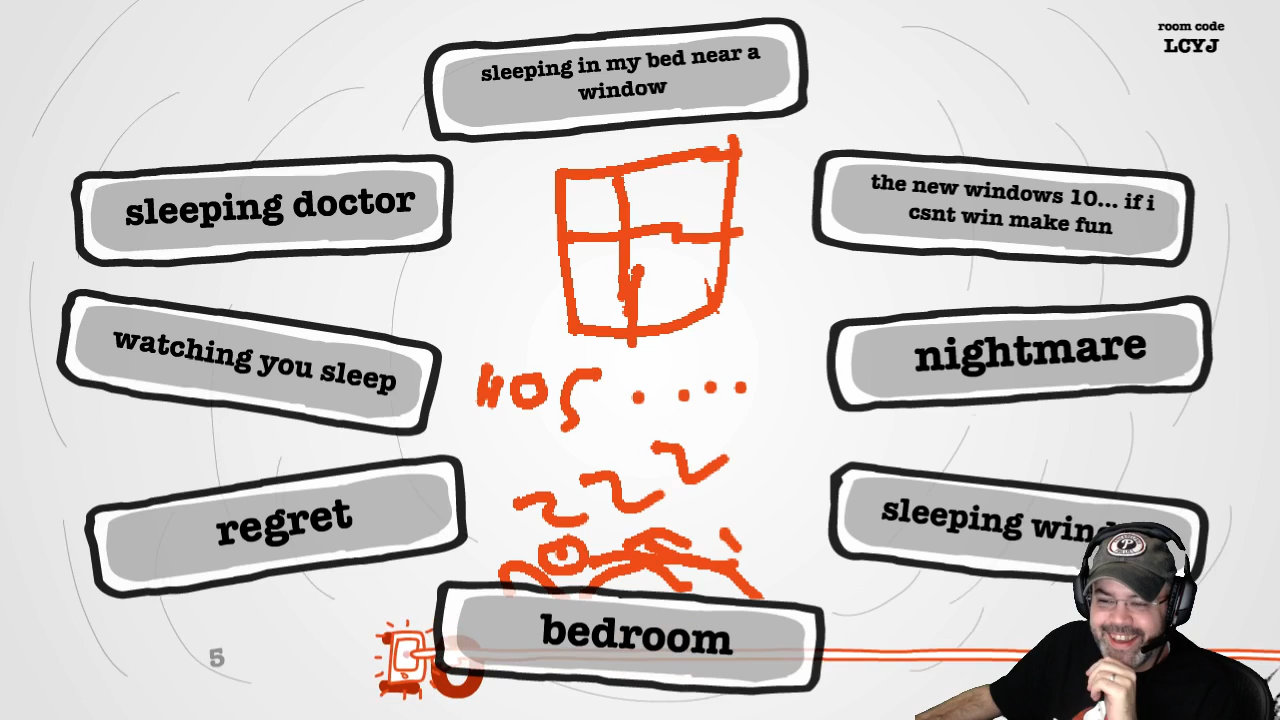 room code
LCYJ
sleeping in my bed near a
window
sleeping doctor
the new windows 10... if i
csnt win make fun
watching you sleep
nightmare
regret
sleeping
bedroom
5